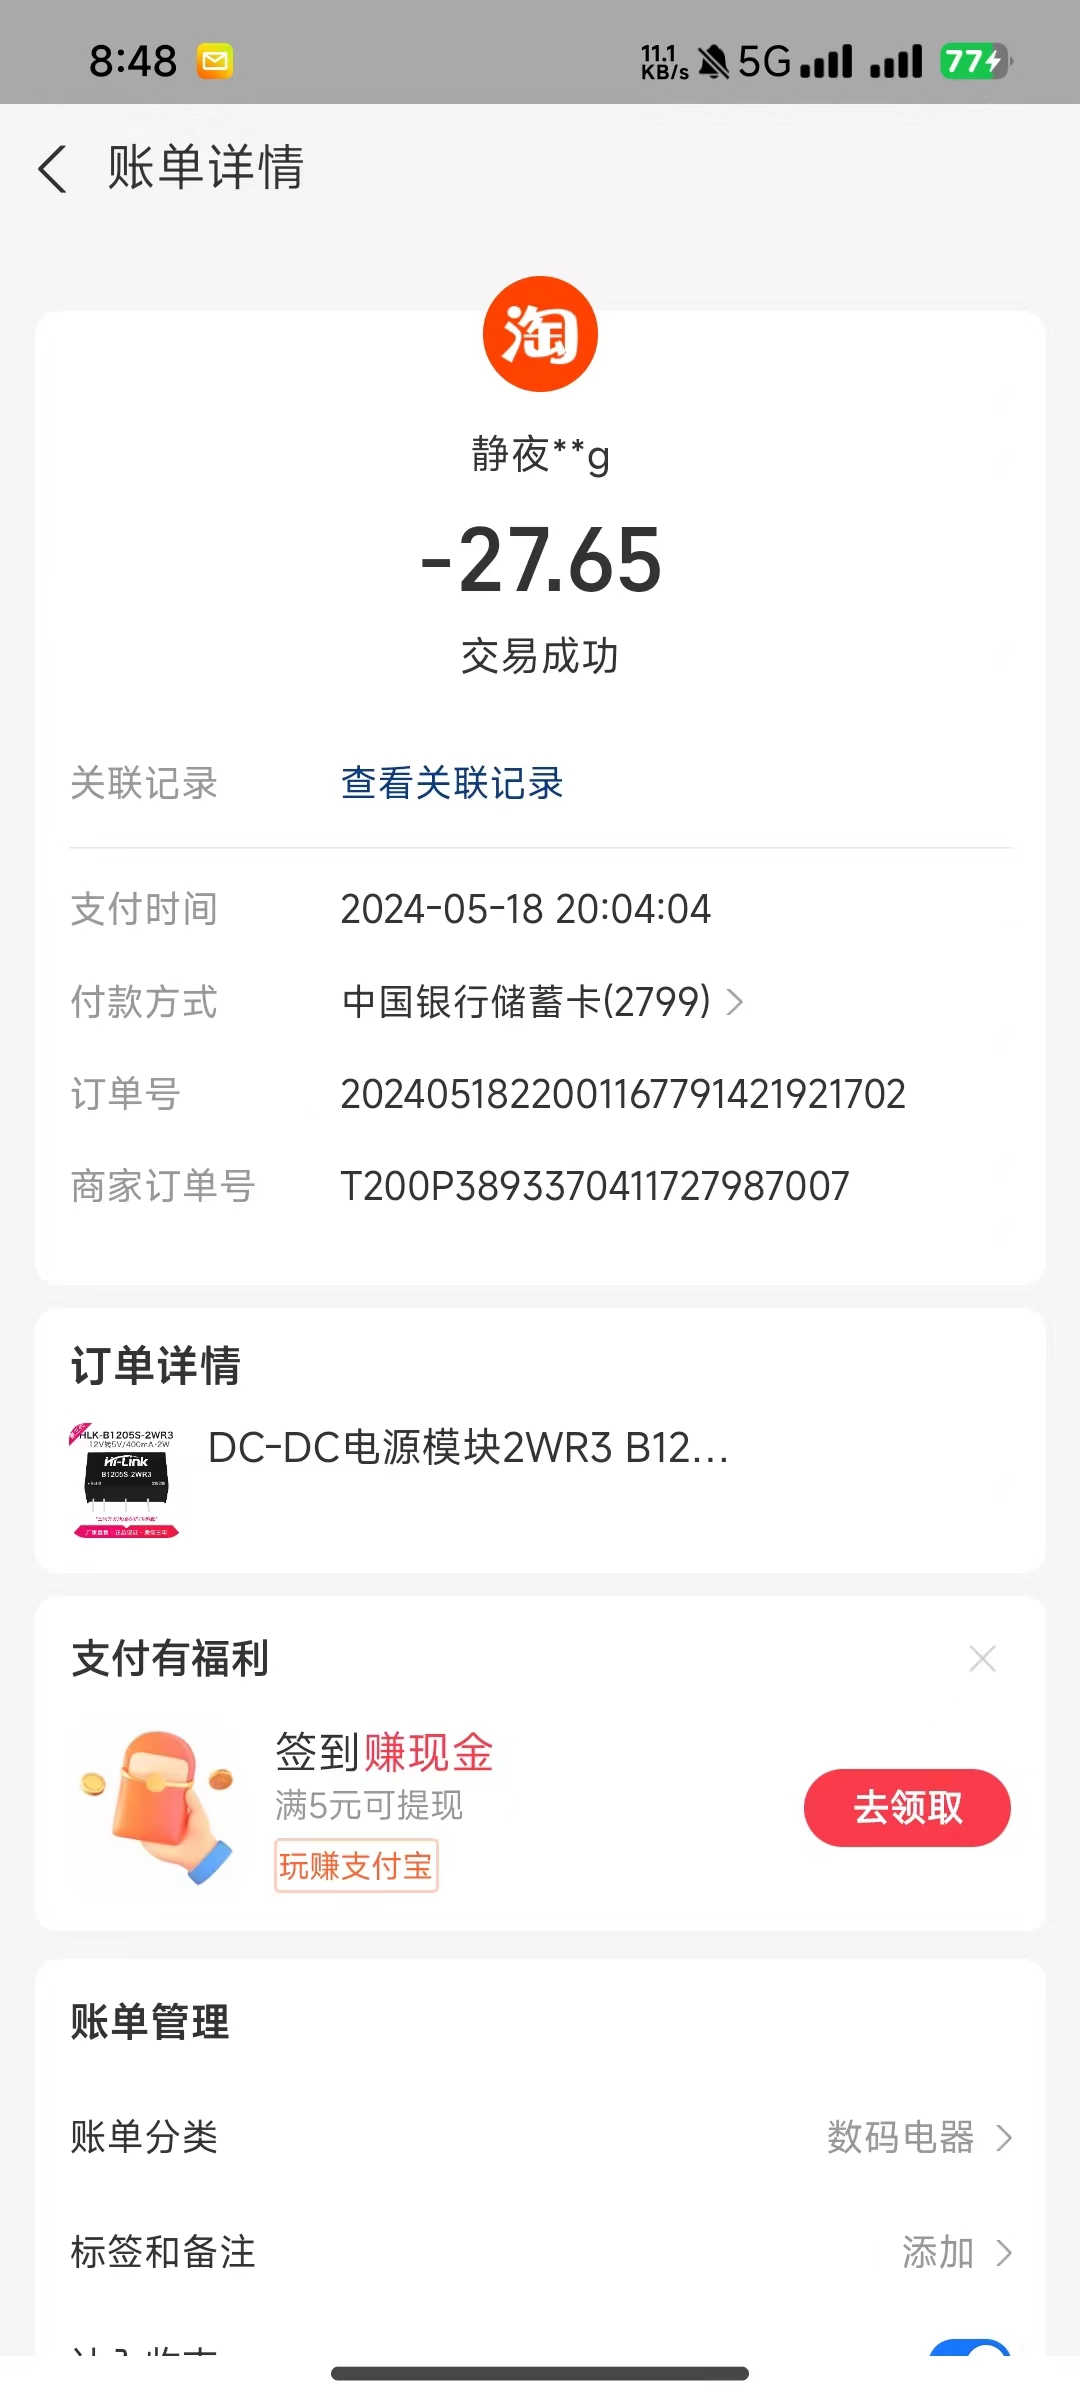 8:48
11.1 KB/s 5G 77
账单详情
淘
静夜**g
-27.65
交易成功
关联记录 查看关联记录
支付时间 2024-05-18 20:04:04
付款方式 中国银行储蓄卡(2799)
订单号 2024051822001167791421921702
商家订单号 T200P3893370411727987007
订单详情
HLK-B1205S-2WR3
12V转5V/400mA-2W
Hi-Link
B1205S-2WR3
DC-DC电源模块2WR3 B12...
支付有福利
签到赚现金
满5元可提现
去领取
玩赚支付宝
账单管理
账单分类 数码电器
标签和备注 添加